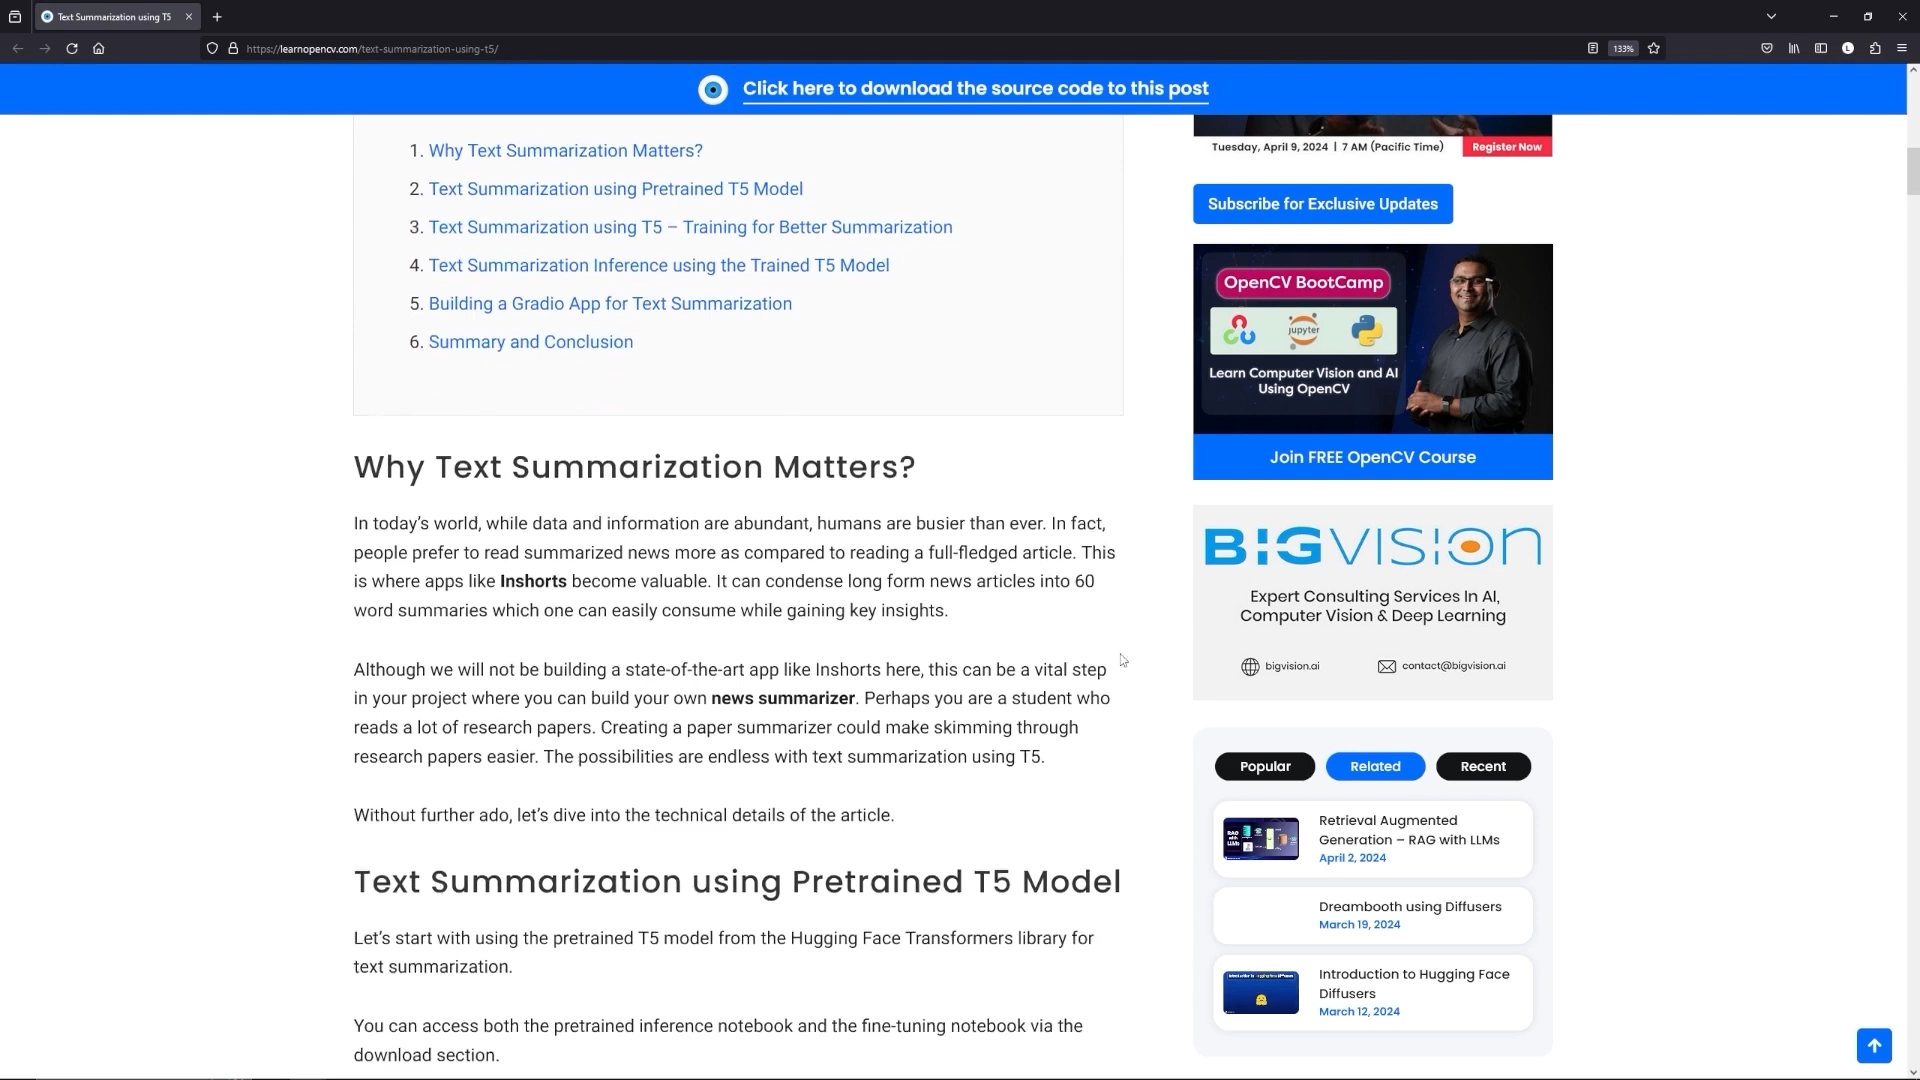 Text Summarization using T5
https://learnopencv.com/text-summarization-using-t5/
133%
Click here to download the source code to this post
1. Why Text Summarization Matters?
2. Text Summarization using Pretrained T5 Model
3. Text Summarization using T5 – Training for Better Summarization
4. Text Summarization Inference using the Trained T5 Model
5. Building a Gradio App for Text Summarization
6. Summary and Conclusion
Why Text Summarization Matters?
In today's world, while data and information are abundant, humans are busier than ever. In fact,
people prefer to read summarized news more as compared to reading a full-fledged article. This
is where apps like Inshorts become valuable. It can condense long form news articles into 60
word summaries which one can easily consume while gaining key insights.
Although we will not be building a state-of-the-art app like Inshorts here, this can be a vital step
in your project where you can build your own news summarizer. Perhaps you are a student who
reads a lot of research papers. Creating a paper summarizer could make skimming through
research papers easier. The possibilities are endless with text summarization using T5.
Without further ado, let's dive into the technical details of the article.
Text Summarization using Pretrained T5 Model
Let's start with using the pretrained T5 model from the Hugging Face Transformers library for
text summarization.
You can access both the pretrained inference notebook and the fine-tuning notebook via the
download section.
Tuesday, April 9, 2024 | 7 AM (Pacific Time)
Register Now
Subscribe for Exclusive Updates
OpenCV BootCamp
jupyter
Learn Computer Vision and AI
Using OpenCV
Join FREE OpenCV Course
BIGVISION
Expert Consulting Services In AI,
Computer Vision & Deep Learning
bigvision.ai
contact@bigvision.ai
Popular
Related
Recent
Retrieval Augmented
Generation – RAG with LLMs
April 2, 2024
Dreambooth using Diffusers
March 19, 2024
Introduction to Hugging Face
Diffusers
March 12, 2024